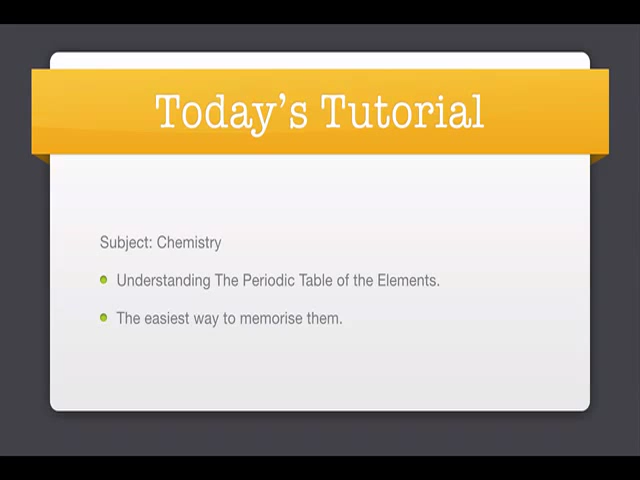 Today's Tutorial
Subject: Chemistry
Understanding The Periodic Table of the Elements.
The easiest way to memorise them.